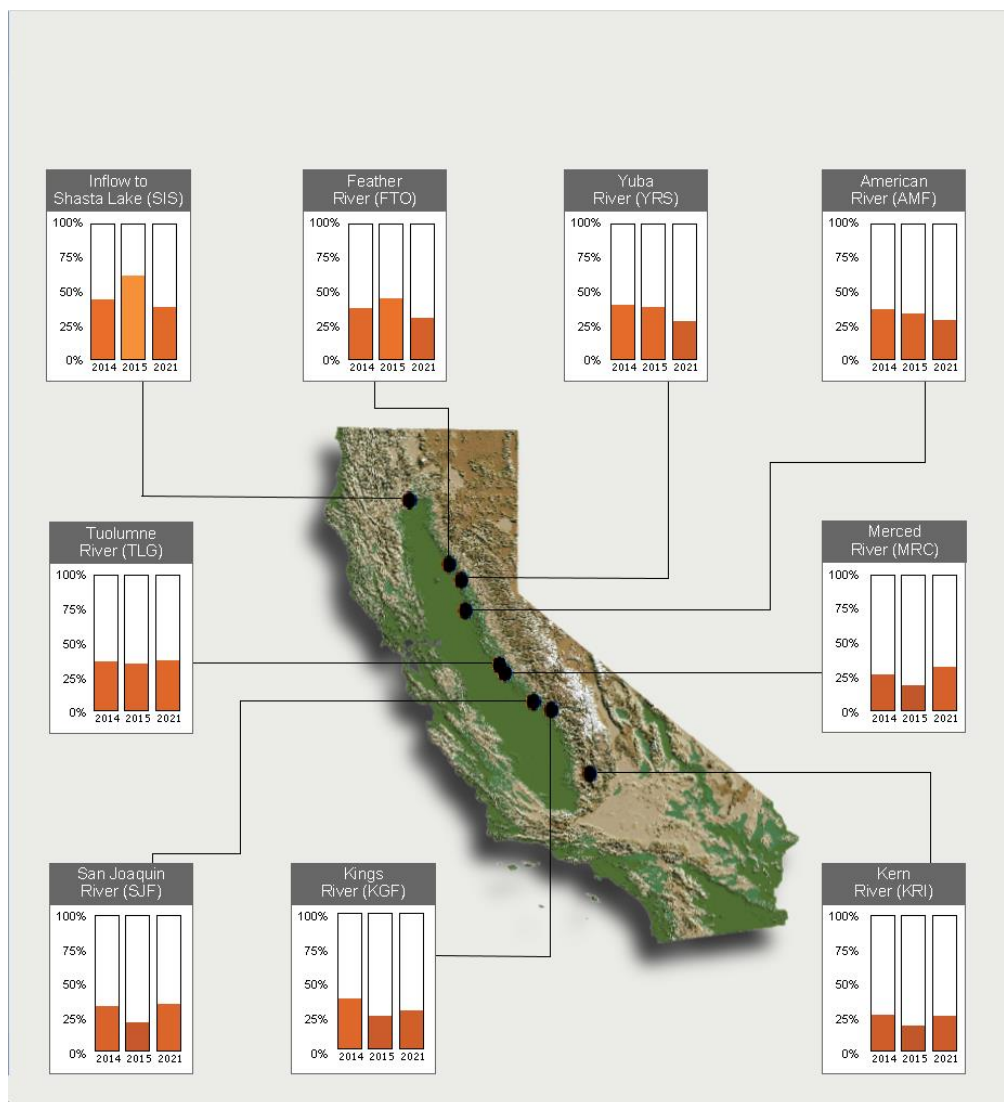 Inflow to
Shasta Lake (SIS)
100%
75%
50%
25%
0%
2014 2015 2021
Feather
River (FTO)
100%
75%
50%
25%
0%
2014 2015 2021
Yuba
River (YRS)
100%
75%
50%
25%
0%
2014 2015 2021
American
River (AMF)
100%
75%
50%
25%
0%
2014 2015 2021
Tuolumne
River (TLG)
100%
75%
50%
25%
0%
2014 2015 2021
Merced
River (MRC)
100%
75%
50%
25%
0%
2014 2015 2021
San Joaquin
River (SJF)
100%
75%
50%
25%
0%
2014 2015 2021
Kings
River (KGF)
100%
75%
50%
25%
0%
2014 2015 2021
Kern
River (KRI)
100%
75%
50%
25%
0%
2014 2015 2021